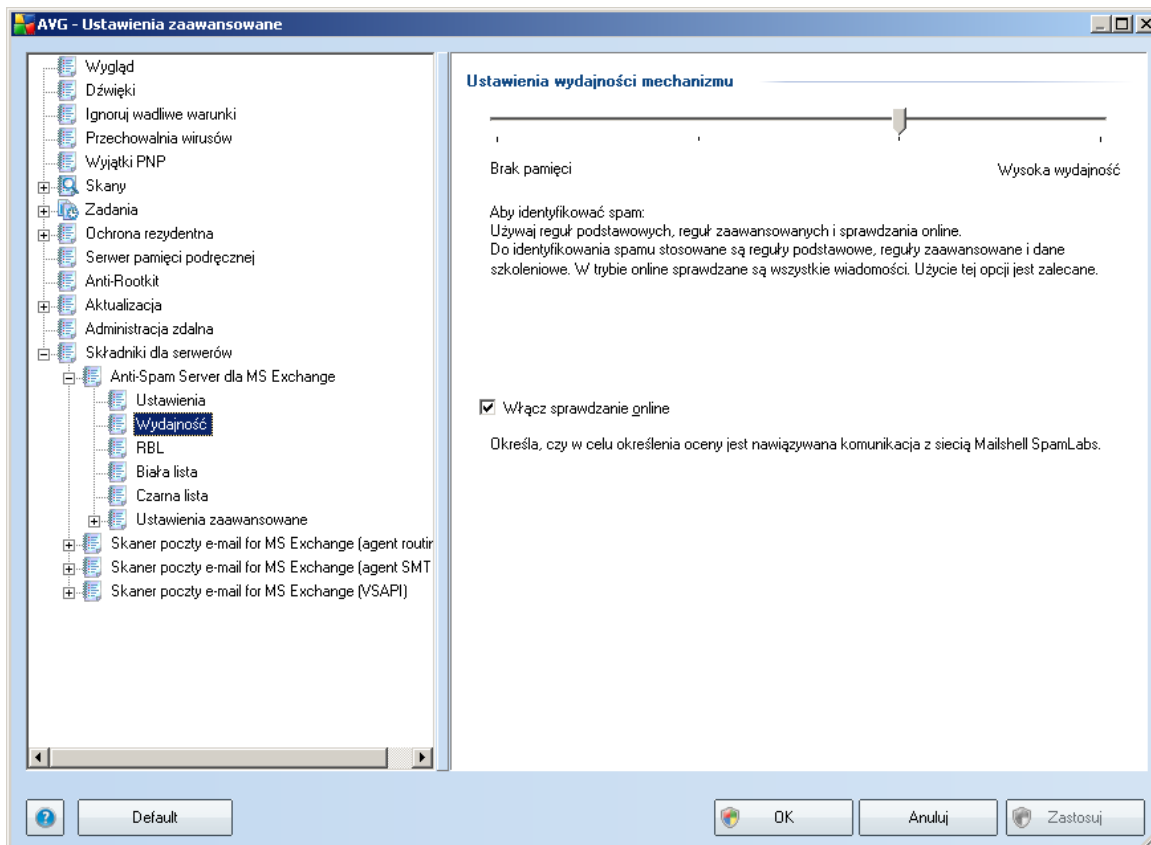 AVG - Ustawienia zaawansowane
Wygląd
Dźwięki
Ignoruj wadliwe warunki
Przechowalnia wirusów
Wyjątki PNP
Skany
Zadania
Ochrona rezydentna
Serwer pamięci podręcznej
Anti-Rootkit
Aktualizacja
Administracja zdalna
Składniki dla serwerów
Anti-Spam Server dla MS Exchange
Ustawienia
Wydajność
RBL
Biała lista
Czarna lista
Ustawienia zaawansowane
Skaner poczty e-mail for MS Exchange (agent routir
Skaner poczty e-mail for MS Exchange (agent SMT
Skaner poczty e-mail for MS Exchange (VSAPI)
Ustawienia wydajności mechanizmu
Brak pamięci
Wysoka wydajność
Aby identyfikować spam:
Używaj reguł podstawowych, reguł zaawansowanych i sprawdzania online.
Do identyfikowania spamu stosowane są reguły podstawowe, reguły zaawansowane i dane
szkoleniowe. W trybie online sprawdzane są wszystkie wiadomości. Użycie tej opcji jest zalecane.
Włącz sprawdzanie online
Określa, czy w celu określenia oceny jest nawiązywana komunikacja z siecią Mailshell SpamLabs.
Default
OK
Anuluj
Zastosuj